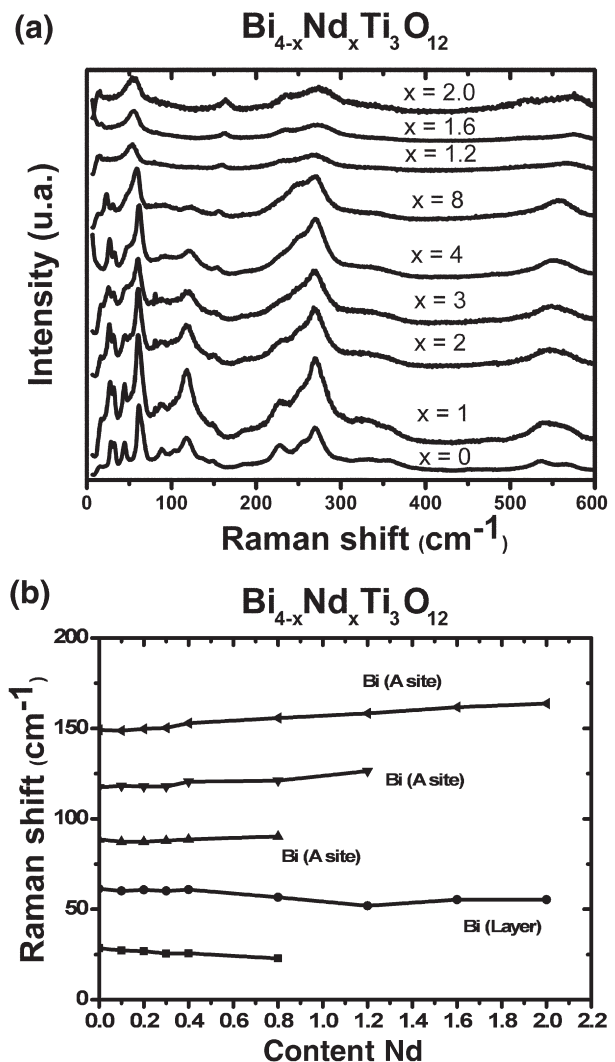 (a)
Bi4-xNdxTi3O12
Intensity (u.a.)
x = 2.0
x = 1.6
x = 1.2
x = 8
x = 4
x = 3
x = 2
x = 1
x = 0
0 100 200 300 400 500 600
Raman shift (cm-1)
(b)
Bi4-xNdxTi3O12
Raman shift (cm-1)
200
150
100
50
0
Bi (A site)
Bi (A site)
Bi (A site)
Bi (Layer)
0.0 0.2 0.4 0.6 0.8 1.0 1.2 1.4 1.6 1.8 2.0 2.2
Content Nd